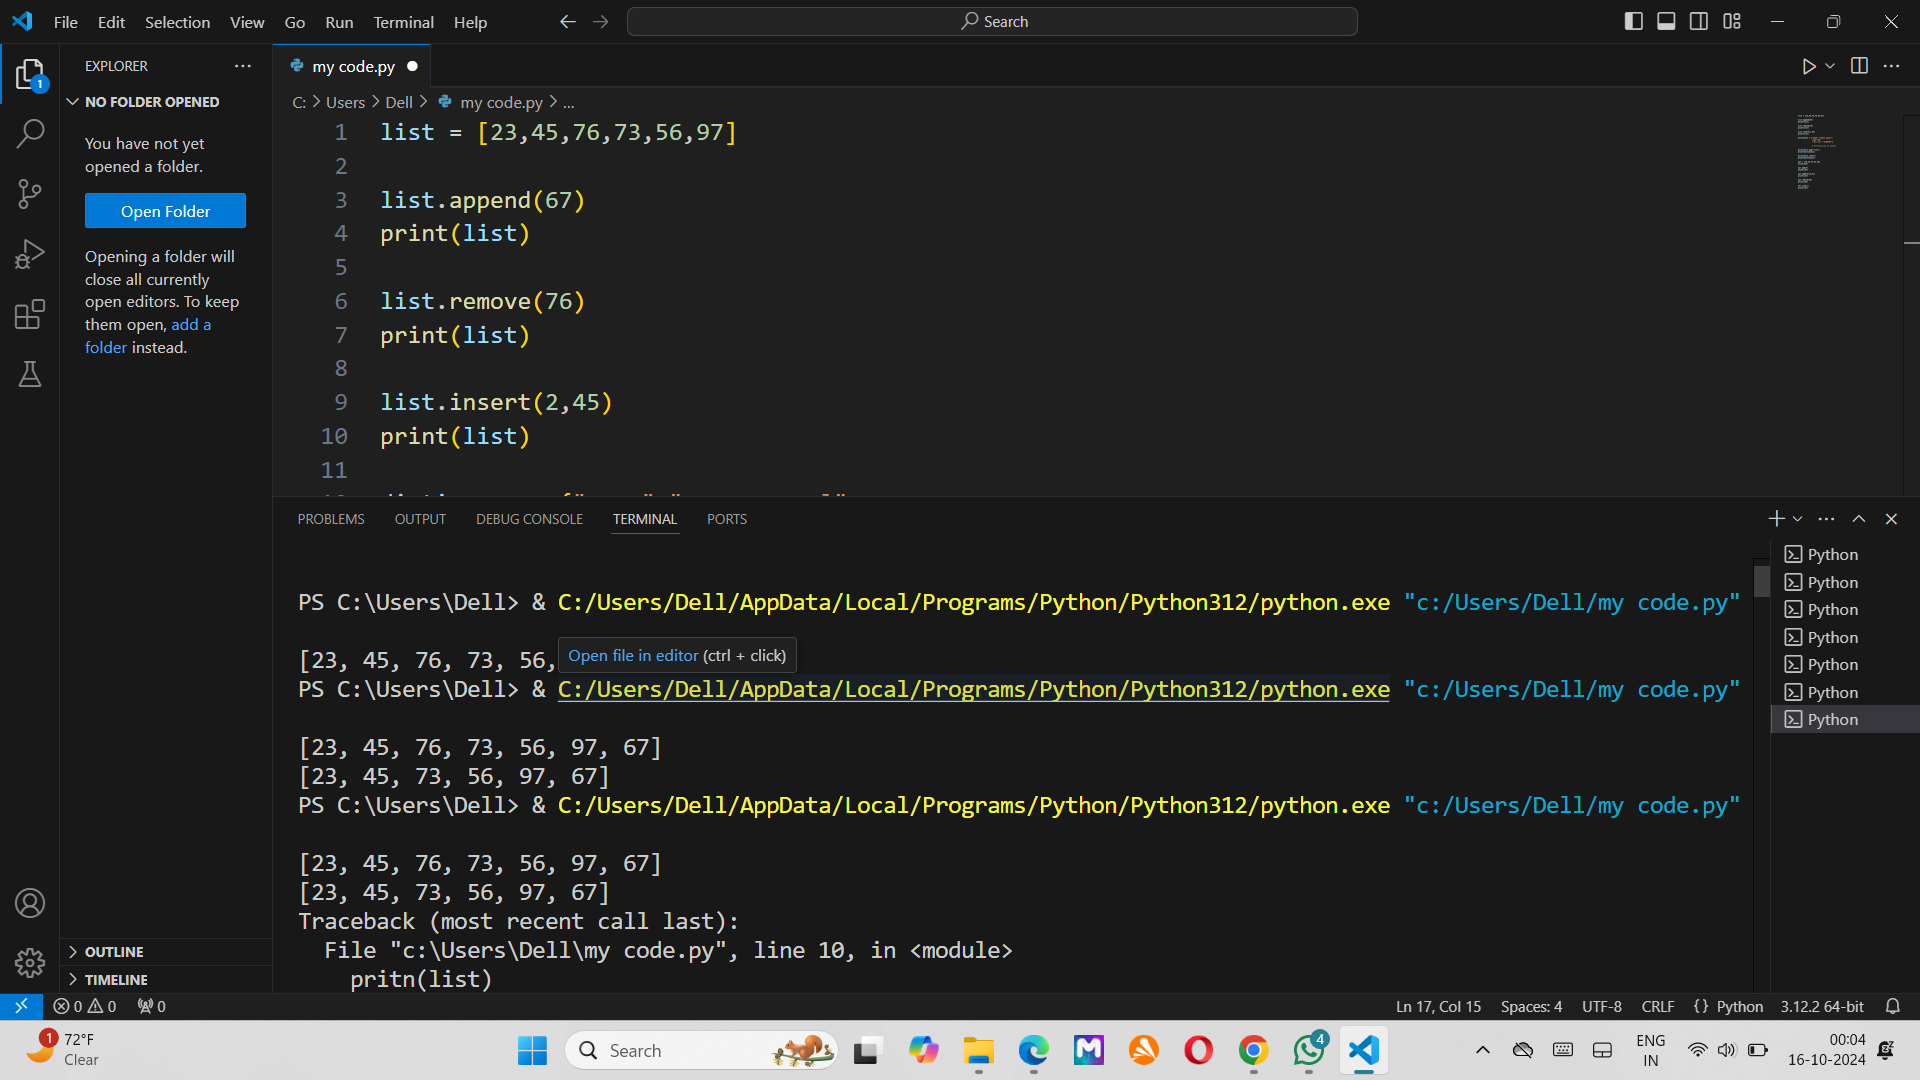 File Edit Selection View Go Run Terminal Help
Search
EXPLORER
1
NO FOLDER OPENED
You have not yet
opened a folder.
Open Folder
Opening a folder will
close all currently
open editors. To keep
them open, add a
folder instead.
OUTLINE
TIMELINE
my code.py
C: > Users > Dell > my code.py > ...
1 list = [23,45,76,73,56,97]
2
3 list.append(67)
4 print(list)
5
6 list.remove(76)
7 print(list)
8
9 list.insert(2,45)
10 print(list)
11
PROBLEMS OUTPUT DEBUG CONSOLE TERMINAL PORTS
PS C:\Users\Dell> & C:/Users/Dell/AppData/Local/Programs/Python/Python312/python.exe "c:/Users/Dell/my code.py"
[23, 45, 76, 73, 56,
Open file in editor (ctrl + click)
PS C:\Users\Dell> & C:/Users/Dell/AppData/Local/Programs/Python/Python312/python.exe "c:/Users/Dell/my code.py"
[23, 45, 76, 73, 56, 97, 67]
[23, 45, 73, 56, 97, 67]
PS C:\Users\Dell> & C:/Users/Dell/AppData/Local/Programs/Python/Python312/python.exe "c:/Users/Dell/my code.py"
[23, 45, 76, 73, 56, 97, 67]
[23, 45, 73, 56, 97, 67]
Traceback (most recent call last):
File "c:\Users\Dell\my code.py", line 10, in <module>
pritn(list)
Python
Python
Python
Python
Python
Python
Python
0 0 0
Ln 17, Col 15 Spaces: 4 UTF-8 CRLF {} Python 3.12.2 64-bit
1
72°F
Clear
Search
4
ENG
IN
00:04
16-10-2024